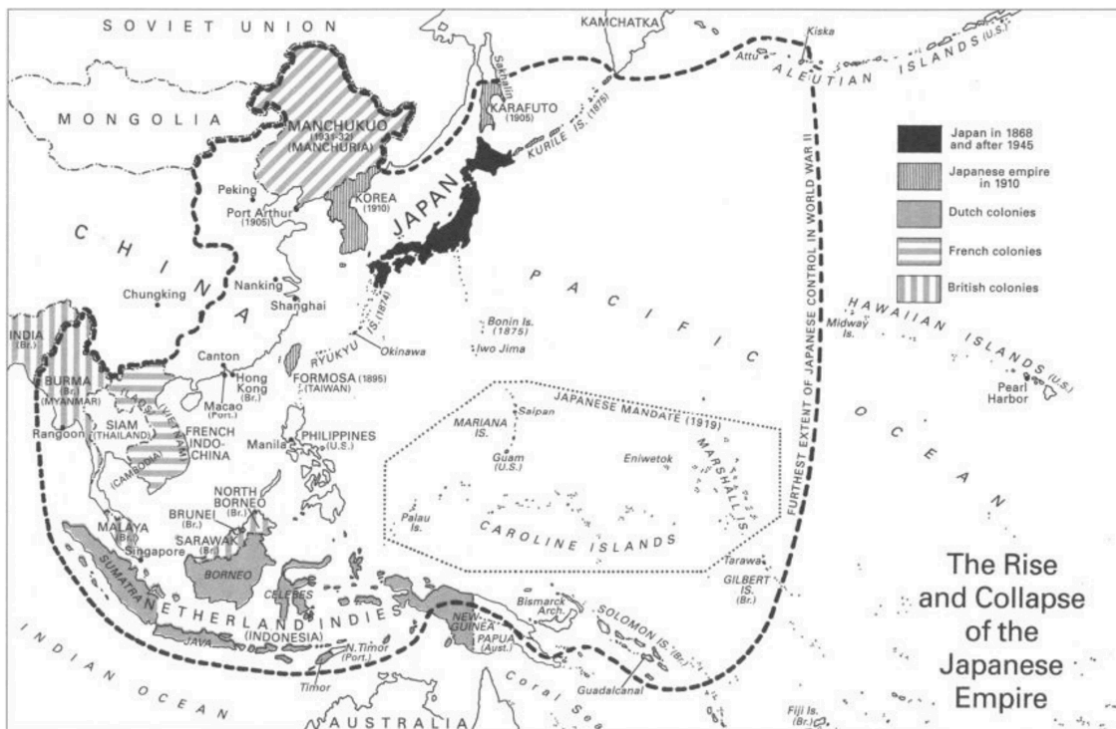 SOVIET UNION
KAMCHATKA
Kiska
Attu
ALEUTIAN ISLANDS (U.S.)
Sakhalin
KARAFUTO
(1905)
KURILE IS. (1875)
MONGOLIA
MANCHUKUO
(1931-32)
(MANCHURIA)
Peking
Port Arthur
(1905)
KOREA
(1910)
JAPAN
Japan in 1868
and after 1945
Japanese empire
in 1910
Dutch colonies
French colonies
British colonies
CHINA
Nanking
Shanghai
Chungking
PACIFIC
OCEAN
FURTHEST EXTENT OF JAPANESE CONTROL IN WORLD WAR II
HAWAIIAN ISLANDS (U.S.)
Midway
Is.
Pearl
Harbor
RYUKYU IS. (1874)
Okinawa
Bonin Is.
(1875)
Iwo Jima
INDIA
(Br.)
BURMA
(Br.)
(MYANMAR)
Rangoon
Canton
Hong
Kong
(Br.)
Macao
(Port.)
FORMOSA (1895)
(TAIWAN)
(LAOS)
(VIETNAM)
SIAM
(THAILAND)
FRENCH
INDO-
CHINA
(CAMBODIA)
Manila
PHILIPPINES
(U.S.)
JAPANESE MANDATE (1919)
Saipan
MARIANA
IS.
Guam
(U.S.)
Eniwetok
MARSHALL IS.
Palau
Is.
CAROLINE ISLANDS
NORTH
BORNEO
(Br.)
BRUNEI
(Br.)
MALAYA
(Br.)
SARAWAK
(Br.)
Singapore
SUMATRA
BORNEO
CELEBES
NETHERLAND INDIES
(INDONESIA)
JAVA
N.Timor
(Port.)
Timor
NEW
GUINEA
PAPUA
(Aust.)
Bismarck
Arch.
SOLOMON IS. (Br.)
Guadalcanal
Tarawa
GILBERT
IS.
(Br.)
Fiji Is.
(Br.)
INDIAN OCEAN
AUSTRALIA
Coral Sea
The Rise
and Collapse
of the
Japanese
Empire